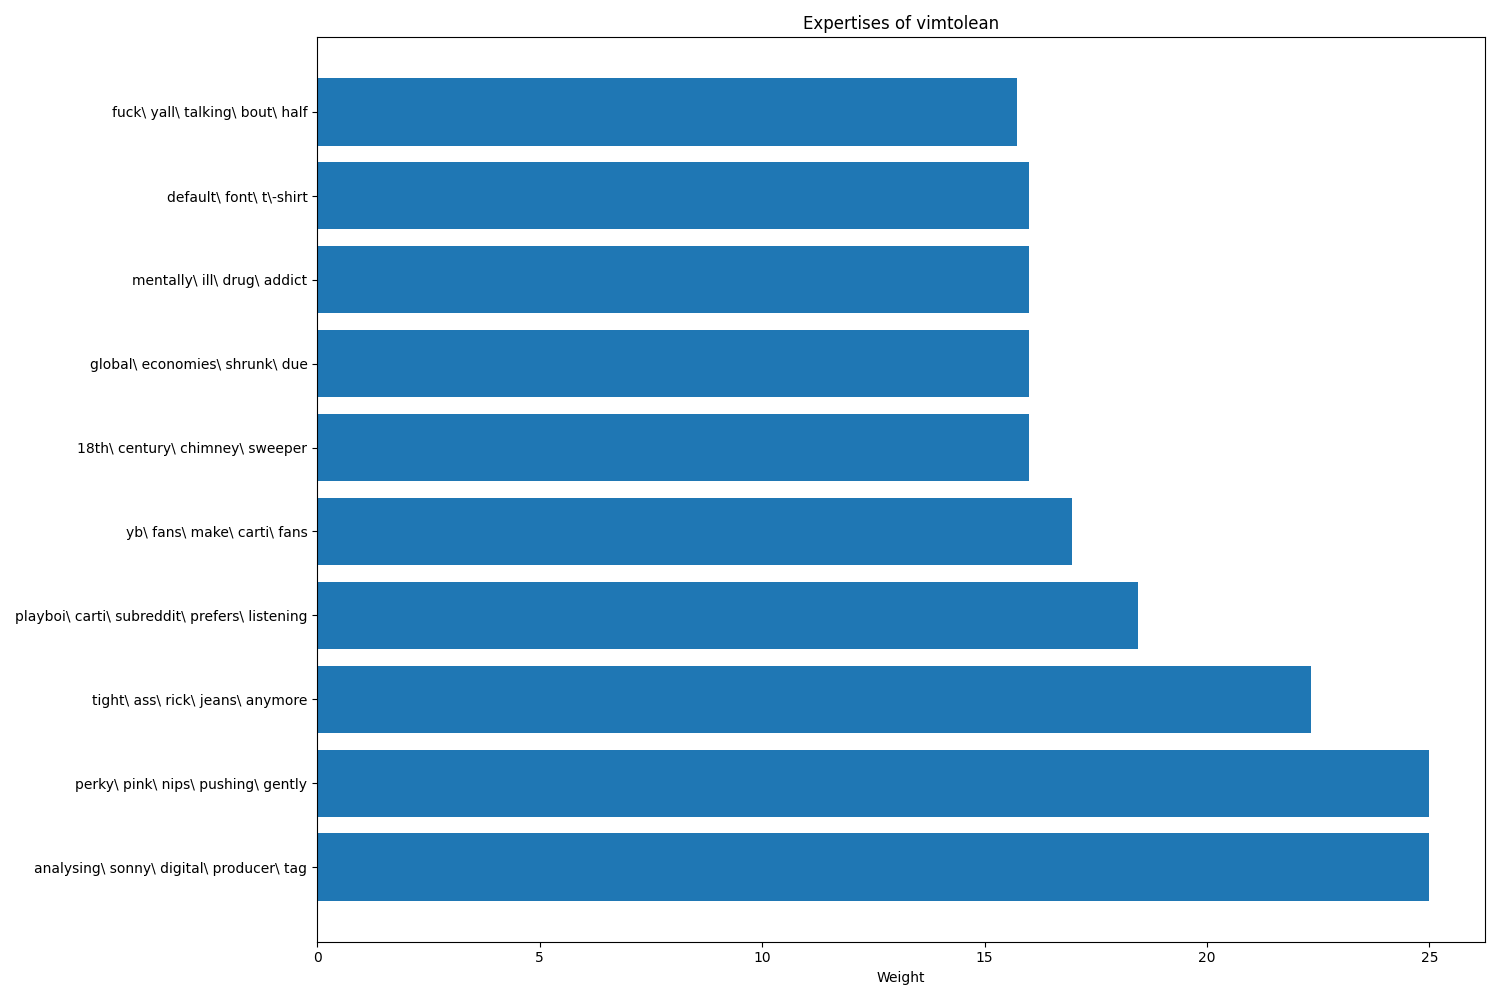 Expertises of vimtolean
fuck\ yall\ talking\ bout\ half
default\ font\ t\-shirt
mentally\ ill\ drug\ addict
global\ economies\ shrunk\ due
18th\ century\ chimney\ sweeper
yb\ fans\ make\ carti\ fans
playboi\ carti\ subreddit\ prefers\ listening
tight\ ass\ rick\ jeans\ anymore
perky\ pink\ nips\ pushing\ gently
analysing\ sonny\ digital\ producer\ tag
0 5 10 15 20 25
Weight